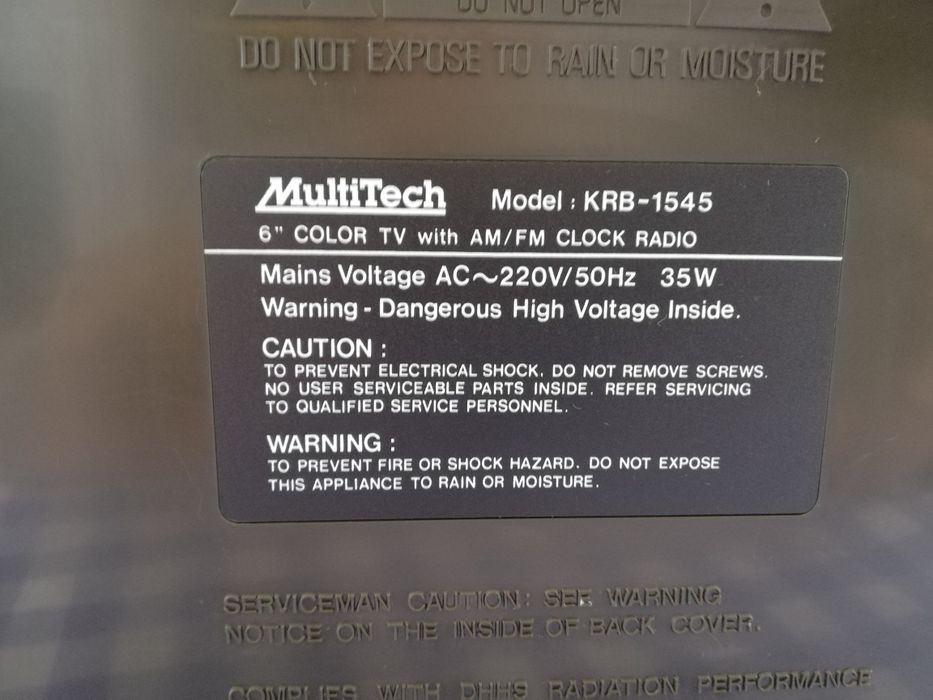 DO NOT OPEN
DO NOT EXPOSE TO RAIN OR MOISTURE
MultiTech Model : KRB-1545
6" COLOR TV with AM/FM CLOCK RADIO
Mains Voltage AC～220V/50Hz 35W
Warning - Dangerous High Voltage Inside.
CAUTION :
TO PREVENT ELECTRICAL SHOCK. DO NOT REMOVE SCREWS.
NO USER SERVICEABLE PARTS INSIDE. REFER SERVICING
TO QUALIFIED SERVICE PERSONNEL.
WARNING :
TO PREVENT FIRE OR SHOCK HAZARD. DO NOT EXPOSE
THIS APPLIANCE TO RAIN OR MOISTURE.
SERVICEMAN CAUTION: SEE WARNING
NOTICE ON THE INSIDE OF BACK COVER.
COMPLIES WITH DHHS RADIATION PERFORMANCE